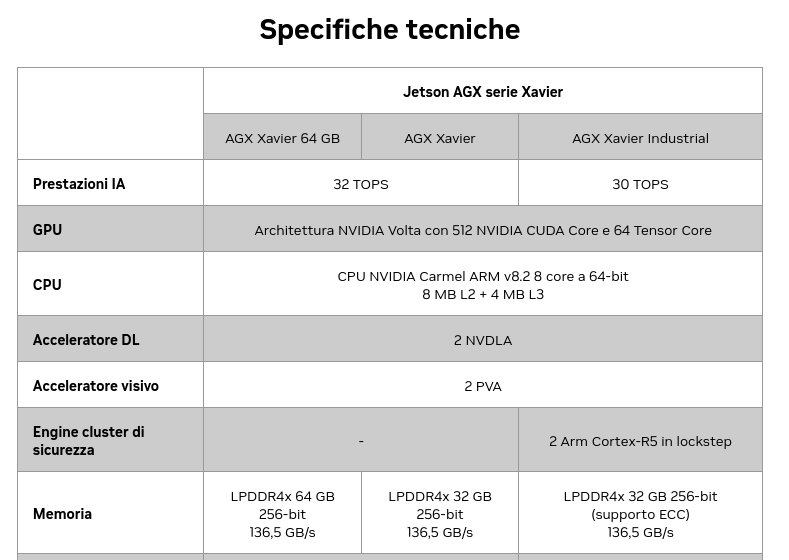 Specifiche tecniche
Jetson AGX serie Xavier
AGX Xavier 64 GB
AGX Xavier
AGX Xavier Industrial
Prestazioni IA
32 TOPS
30 TOPS
GPU
Architettura NVIDIA Volta con 512 NVIDIA CUDA Core e 64 Tensor Core
CPU
CPU NVIDIA Carmel ARM v8.2 8 core a 64-bit
8 MB L2 + 4 MB L3
Acceleratore DL
2 NVDLA
Acceleratore visivo
2 PVA
Engine cluster di
sicurezza
-
2 Arm Cortex-R5 in lockstep
Memoria
LPDDR4x 64 GB
256-bit
136,5 GB/s
LPDDR4x 32 GB
256-bit
136,5 GB/s
LPDDR4x 32 GB 256-bit
(supporto ECC)
136,5 GB/s